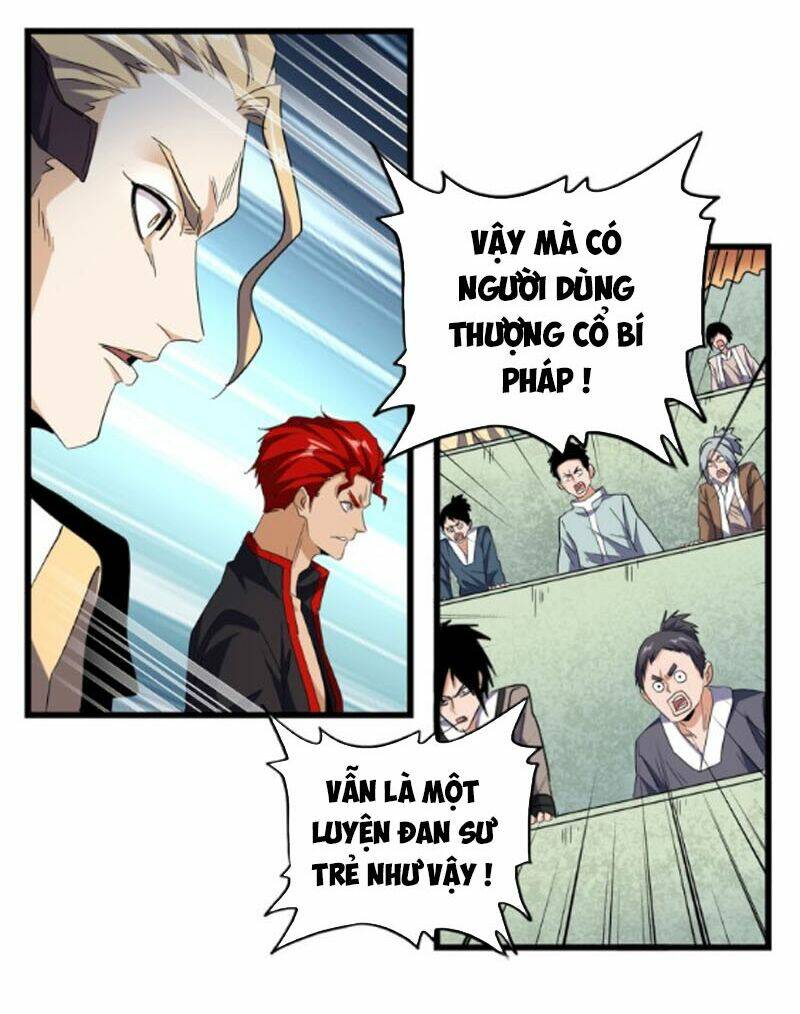 VẬY MÀ CÓ
NGƯỜI DÙNG
THƯỢNG CỔ BÍ
PHÁP !
VẪN LÀ MỘT
LUYỆN ĐAN SƯ
TRẺ NHƯ VẬY !